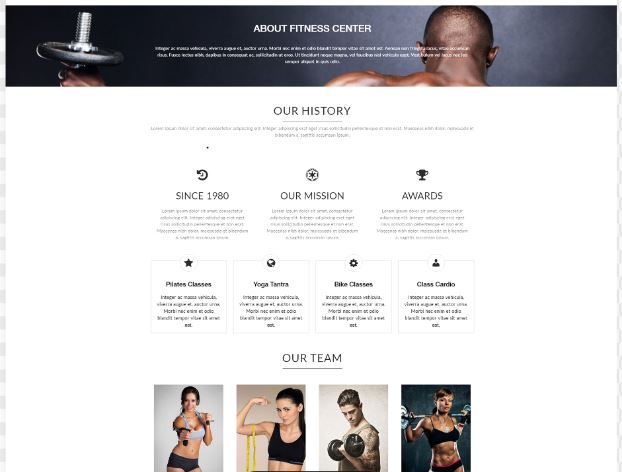 ABOUT FITNESS CENTER
Integer ac massa vehicula, viverra augue et, auctor urna. Morbi nec enim et odio blandit tempor vitae sit amet est. Aenean non fringilla lacus, vitae accumsan
risus. Fusce lectus nibh, dapibus in consequat ac, sollicitudin ut eros. Ut tincidunt neque magna, vel faucibus nisl vehicula eget. Vestibulum vel lacus nec leo
semper aliquet in quis odio.
OUR HISTORY
Lorem ipsum dolor sit amet, consectetur adipiscing elit. Integer adipiscing eget risus sollicitudin pellentesque et non erat. Maecenas nibh dolor, malesuada et
bibendum a, sagittis accumsan ipsum.
SINCE 1980
OUR MISSION
AWARDS
Lorem ipsum dolor sit amet, consectetur
adipiscing elit. Integer adipiscing eget
risus sollicitudin pellentesque et non erat.
Maecenas nibh dolor, malesuada et bibendum
a, sagittis accumsan ipsum.
Lorem ipsum dolor sit amet, consectetur
adipiscing elit. Integer adipiscing eget
risus sollicitudin pellentesque et non erat.
Maecenas nibh dolor, malesuada et bibendum
a, sagittis accumsan ipsum.
Lorem ipsum dolor sit amet, consectetur
adipiscing elit. Integer adipiscing eget
risus sollicitudin pellentesque et non erat.
Maecenas nibh dolor, malesuada et bibendum
a, sagittis accumsan ipsum.
Pilates Classes
Integer ac massa vehicula,
viverra augue et, auctor urna.
Morbi nec enim et odio
blandit tempor vitae sit amet
est.
Yoga Tantra
Integer ac massa vehicula,
viverra augue et, auctor urna.
Morbi nec enim et odio
blandit tempor vitae sit amet
est.
Bike Classes
Integer ac massa vehicula,
viverra augue et, auctor urna.
Morbi nec enim et odio
blandit tempor vitae sit amet
est.
Class Cardio
Integer ac massa vehicula,
viverra augue et, auctor urna.
Morbi nec enim et odio
blandit tempor vitae sit amet
est.
OUR TEAM